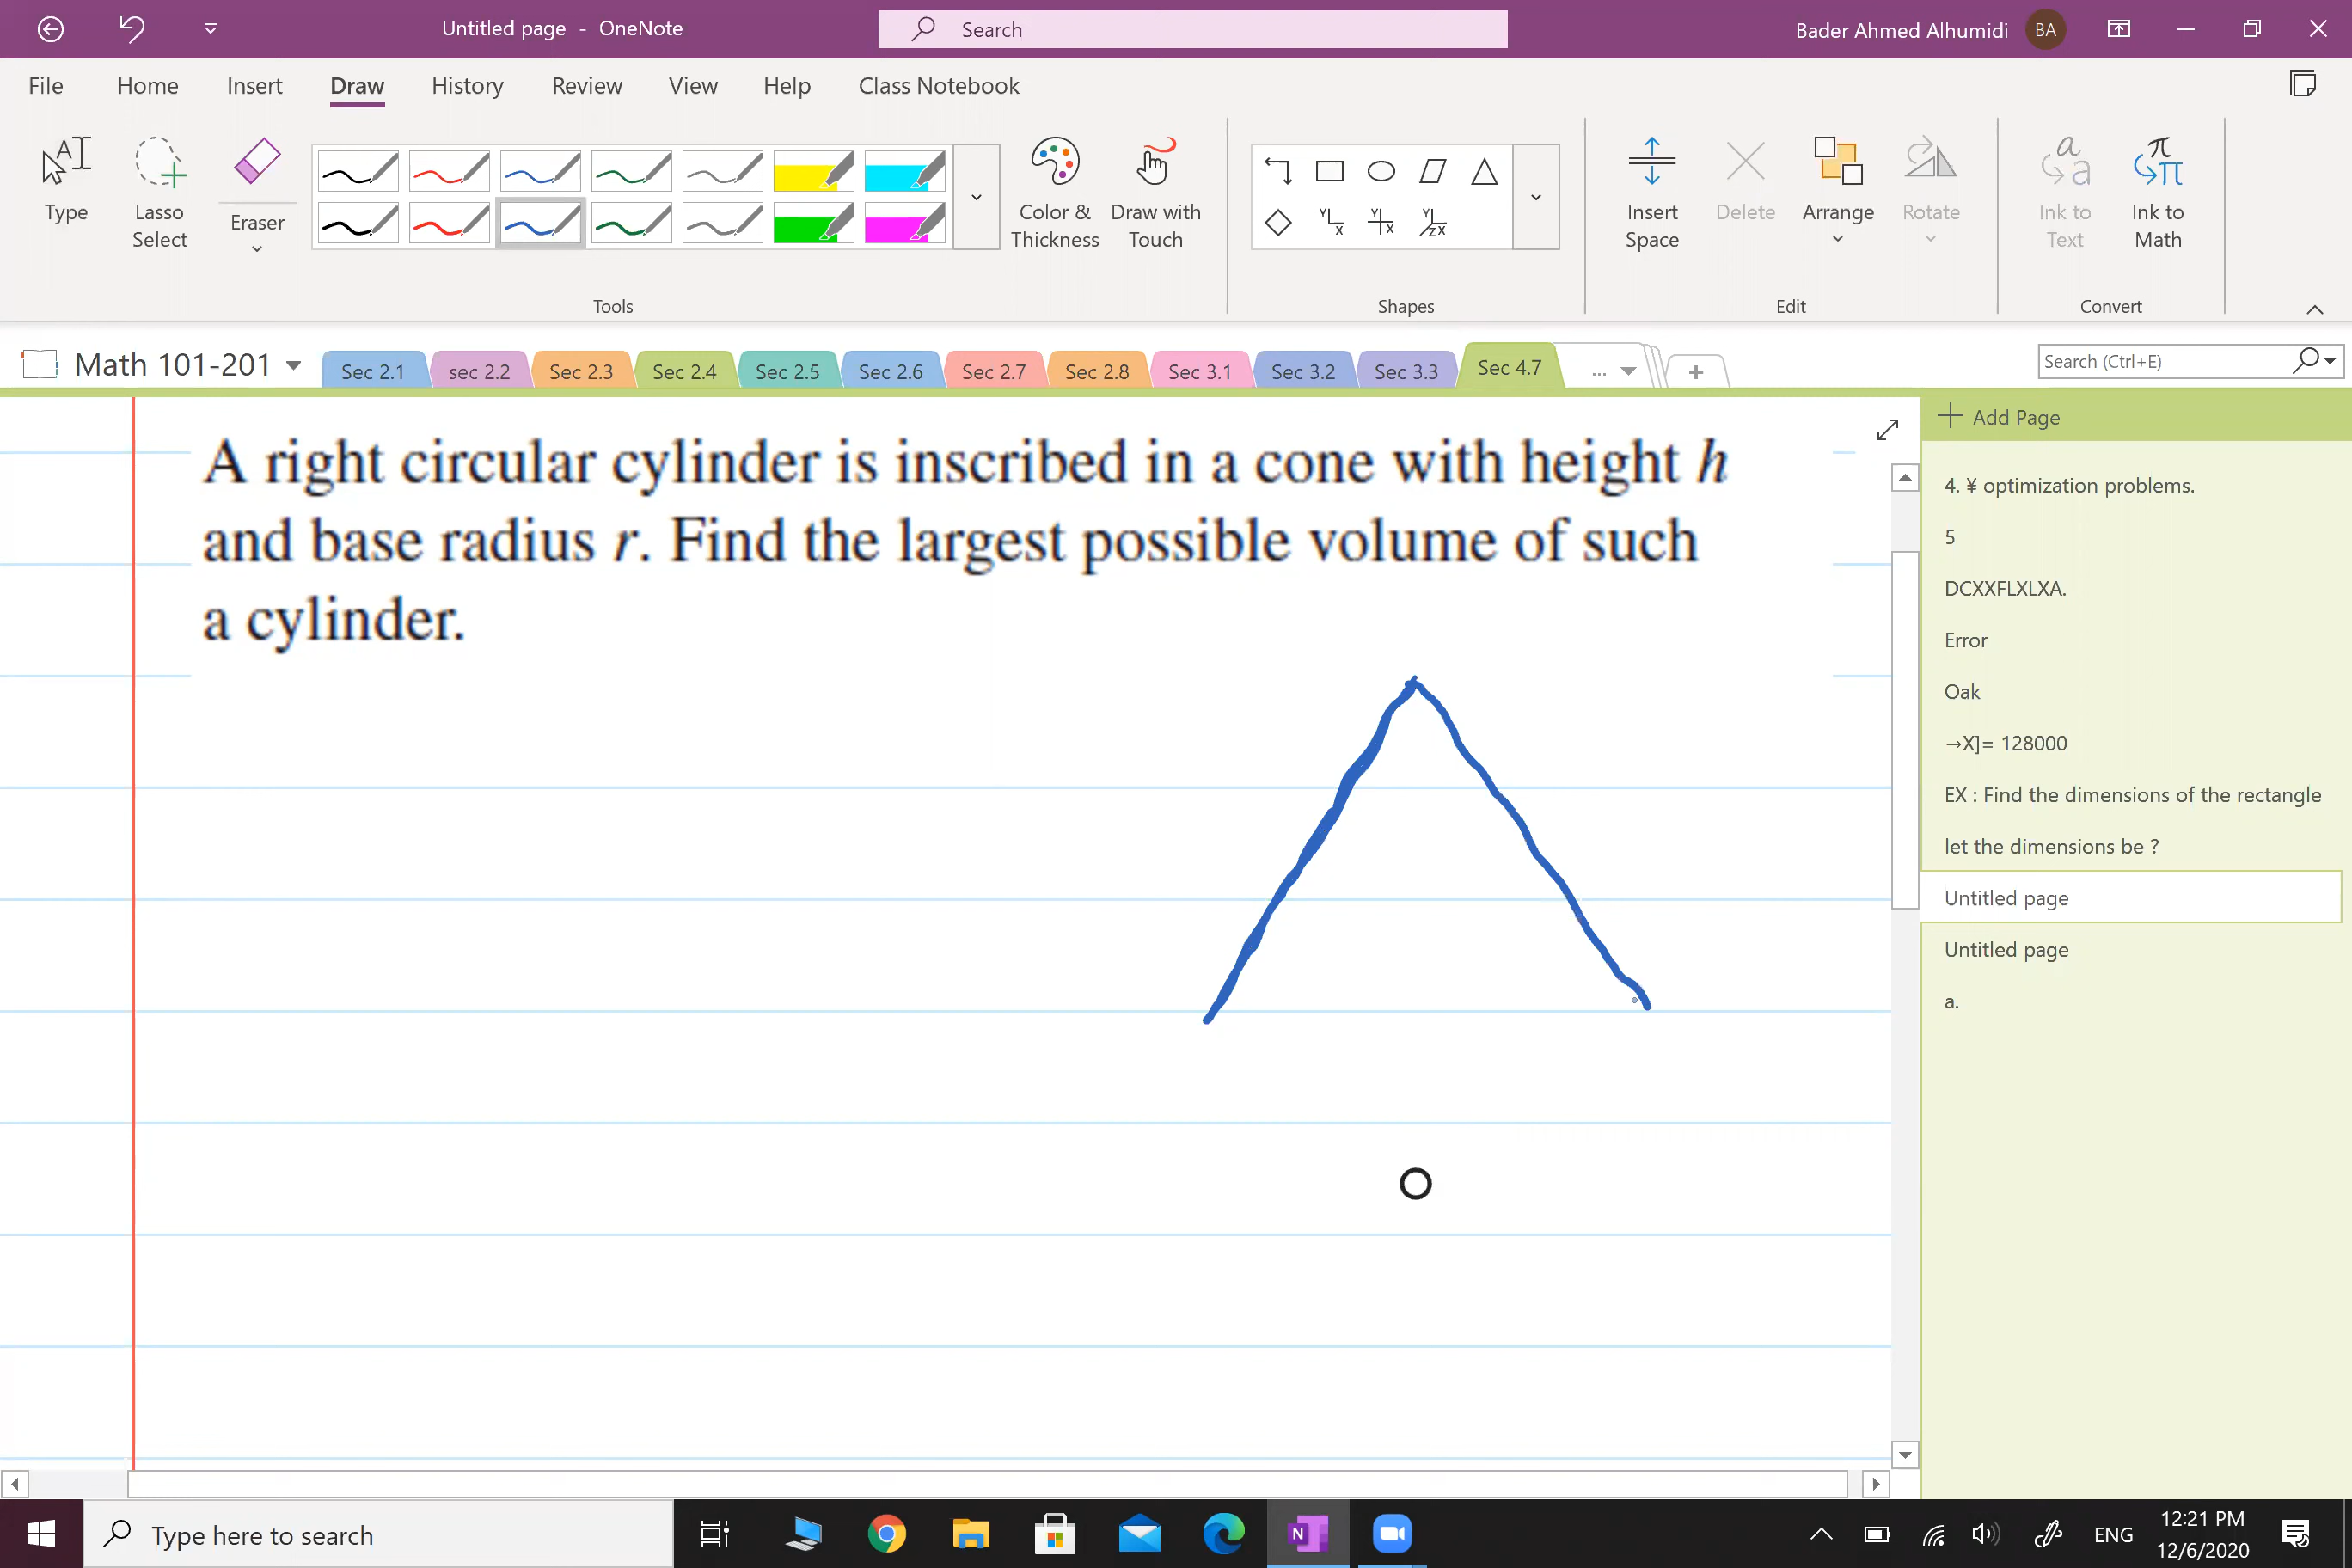 Untitled page - OneNote
Search
Bader Ahmed Alhumidi
BA
File Home Insert Draw History Review View Help Class Notebook
Type
Lasso Select
Eraser
Color & Thickness
Draw with Touch
Insert Space
Delete
Arrange
Rotate
Ink to Text
Ink to Math
Tools
Shapes
Edit
Convert
Math 101-201
Sec 2.1
sec 2.2
Sec 2.3
Sec 2.4
Sec 2.5
Sec 2.6
Sec 2.7
Sec 2.8
Sec 3.1
Sec 3.2
Sec 3.3
Sec 4.7
...
Search (Ctrl+E)
A right circular cylinder is inscribed in a cone with height h
and base radius r. Find the largest possible volume of such
a cylinder.
Add Page
4. ¥ optimization problems.
5
DCXXFLXLXA.
Error
Oak
→X]= 128000
EX : Find the dimensions of the rectangle
let the dimensions be ?
Untitled page
Untitled page
a.
Type here to search
ENG
12:21 PM
12/6/2020